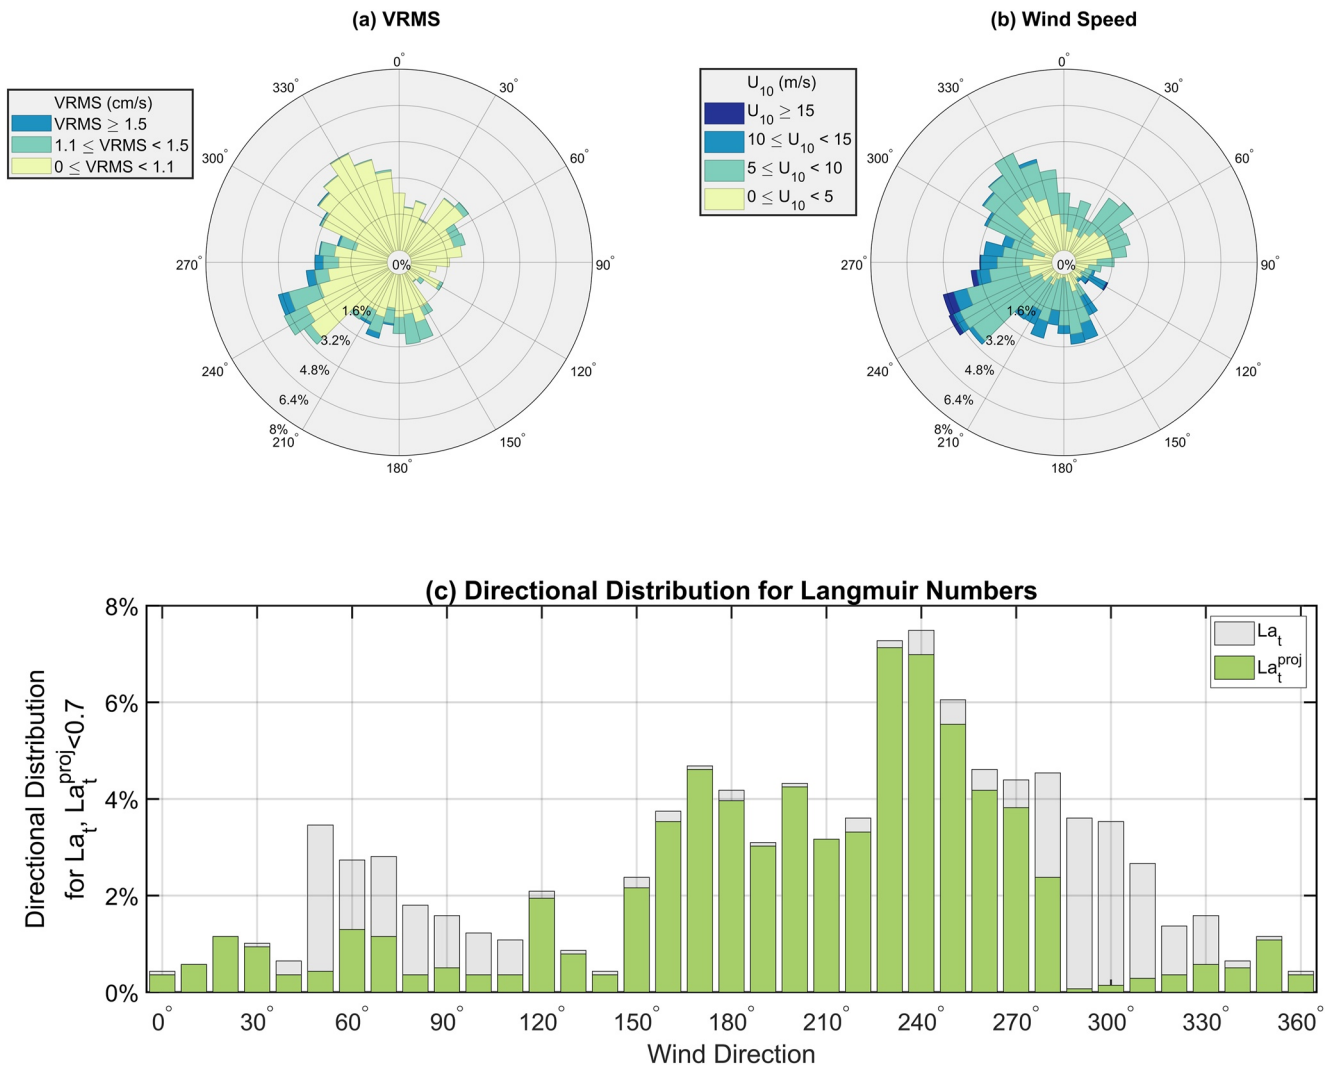 (a) VRMS
VRMS (cm/s)
VRMS ≥ 1.5
1.1 ≤ VRMS < 1.5
0 ≤ VRMS < 1.1
0°
30°
60°
90°
120°
150°
180°
210°
240°
270°
300°
330°
0%
1.6%
3.2%
4.8%
6.4%
8%
(b) Wind Speed
U10 (m/s)
U10 ≥ 15
10 ≤ U10 < 15
5 ≤ U10 < 10
0 ≤ U10 < 5
0°
30°
60°
90°
120°
150°
180°
210°
240°
270°
300°
330°
0%
1.6%
3.2%
4.8%
6.4%
8%
(c) Directional Distribution for Langmuir Numbers
Directional Distribution
for Lat, Latproj<0.7
8%
6%
4%
2%
0%
Lat
Latproj
0° 30° 60° 90° 120° 150° 180° 210° 240° 270° 300° 330° 360°
Wind Direction